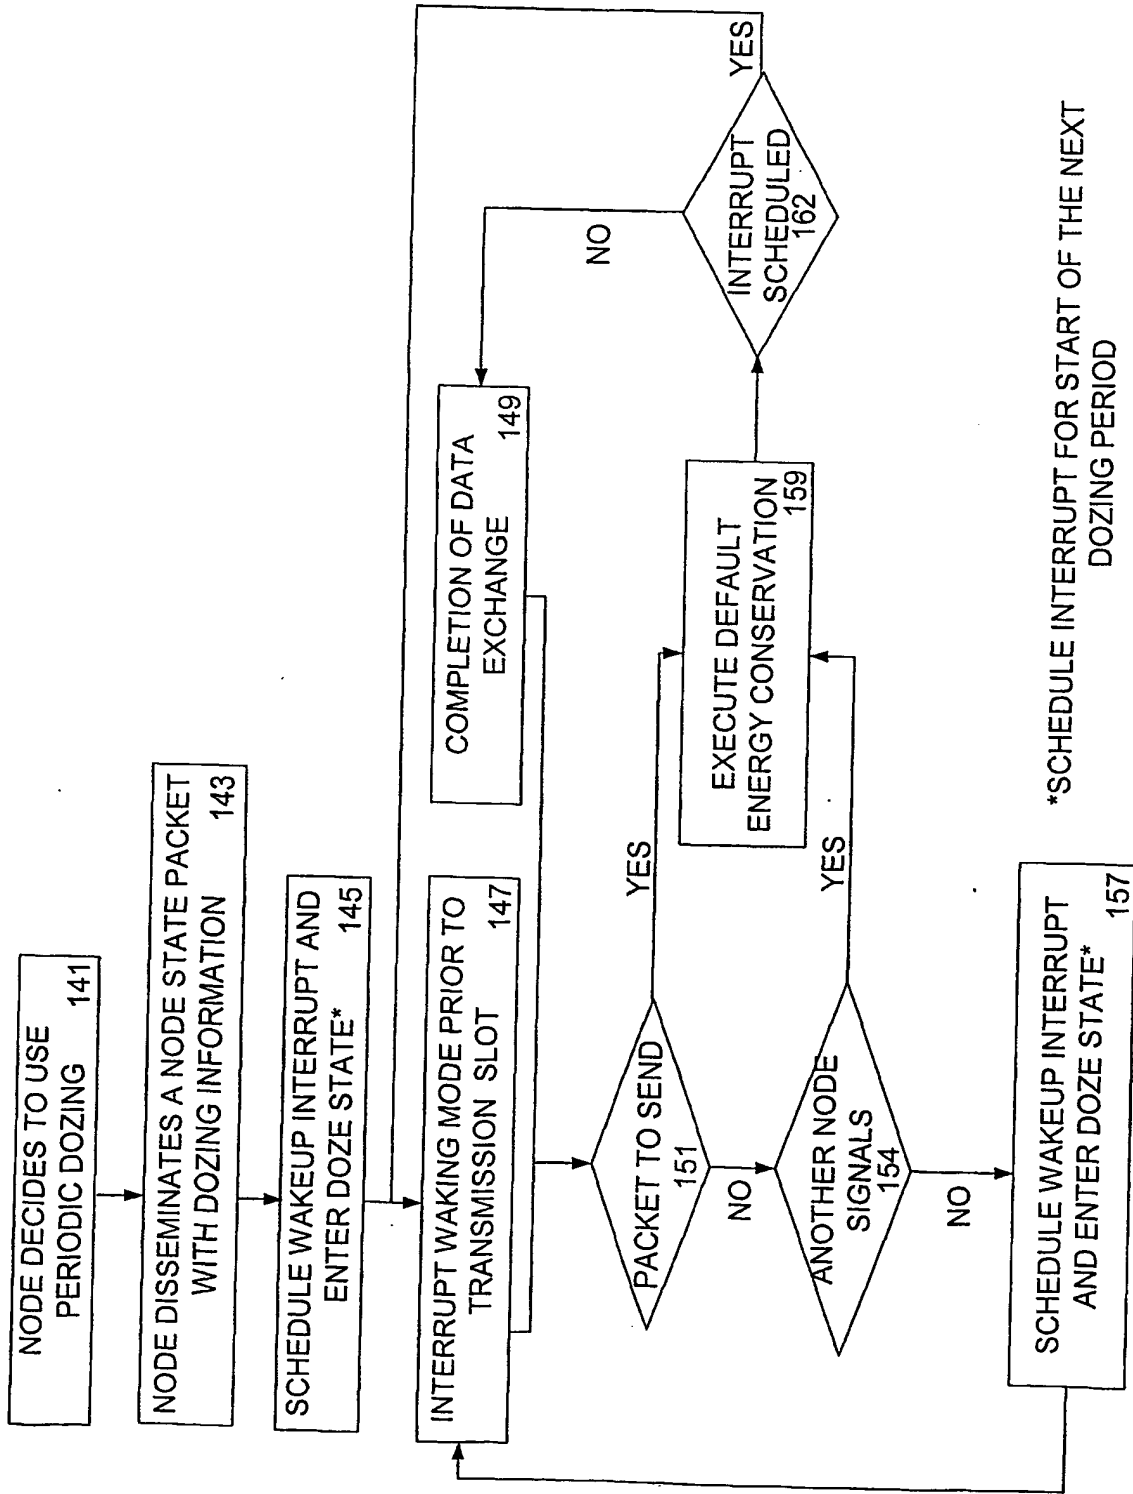 NODE DECIDES TO USE
PERIODIC DOZING
141
NODE DISSEMINATES A NODE STATE PACKET
WITH DOZING INFORMATION
143
SCHEDULE WAKEUP INTERRUPT AND
ENTER DOZE STATE*
145
INTERRUPT WAKING MODE PRIOR TO
TRANSMISSION SLOT
147
COMPLETION OF DATA
EXCHANGE
149
PACKET TO SEND
151
YES
NO
ANOTHER NODE
SIGNALS
154
YES
NO
SCHEDULE WAKEUP INTERRUPT
AND ENTER DOZE STATE*
157
EXECUTE DEFAULT
ENERGY CONSERVATION
159
INTERRUPT
SCHEDULED
162
NO
YES
*SCHEDULE INTERRUPT FOR START OF THE NEXT
DOZING PERIOD